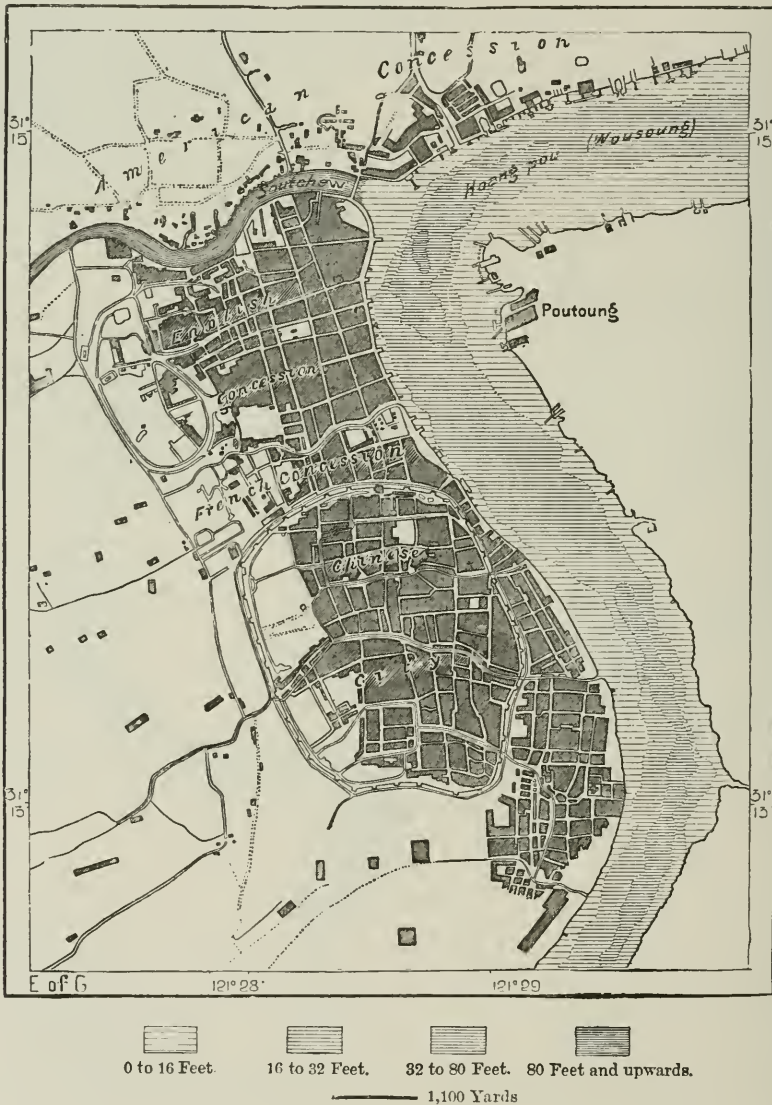 American Concession
31°
15'
31°
15'
Soutchew
Hoang pou (Wousoung)
Poutoung
English
Concession
French Concession
Chinese
City
31°
13'
31°
13'
E of G
121° 28'
121° 29
0 to 16 Feet.
16 to 32 Feet.
32 to 80 Feet.
80 Feet and upwards.
1,100 Yards